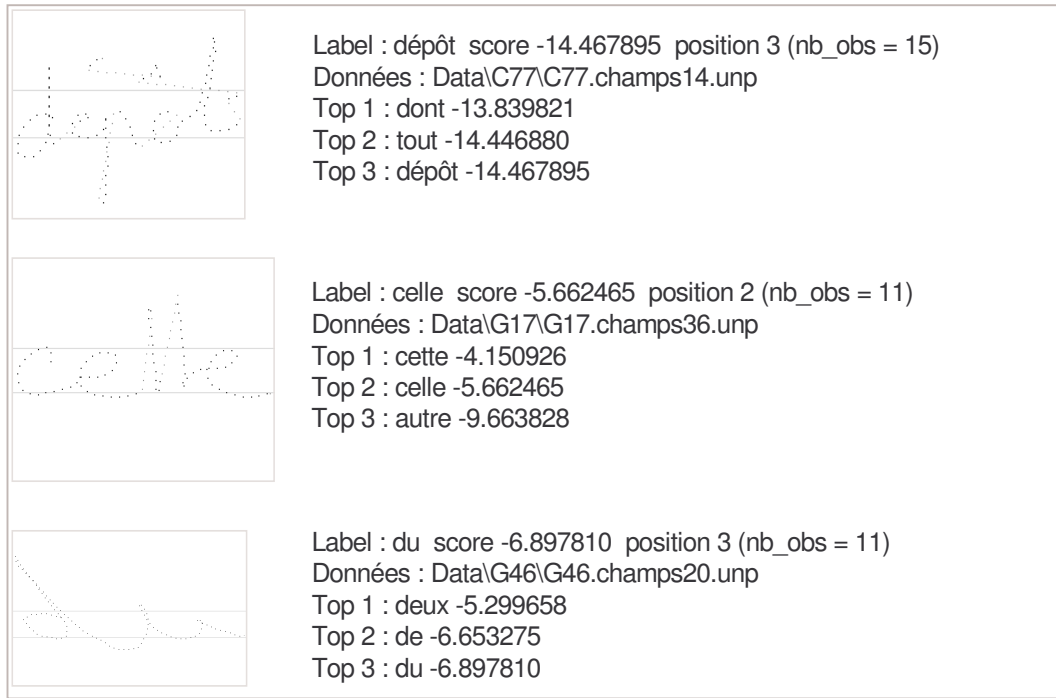 dépôt
Label : dépôt score -14.467895 position 3 (nb_obs = 15)
Données : Data\C77\C77.champs14.unp
Top 1 : dont -13.839821
Top 2 : tout -14.446880
Top 3 : dépôt -14.467895
celle
Label : celle score -5.662465 position 2 (nb_obs = 11)
Données : Data\G17\G17.champs36.unp
Top 1 : cette -4.150926
Top 2 : celle -5.662465
Top 3 : autre -9.663828
du
Label : du score -6.897810 position 3 (nb_obs = 11)
Données : Data\G46\G46.champs20.unp
Top 1 : deux -5.299658
Top 2 : de -6.653275
Top 3 : du -6.897810